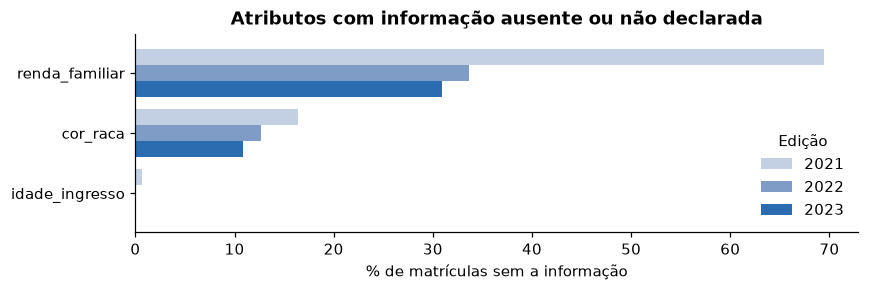 Atributos com informação ausente ou não declarada
renda_familiar
cor_raca
idade_ingresso
Edição
2021
2022
2023
0 10 20 30 40 50 60 70
% de matrículas sem a informação